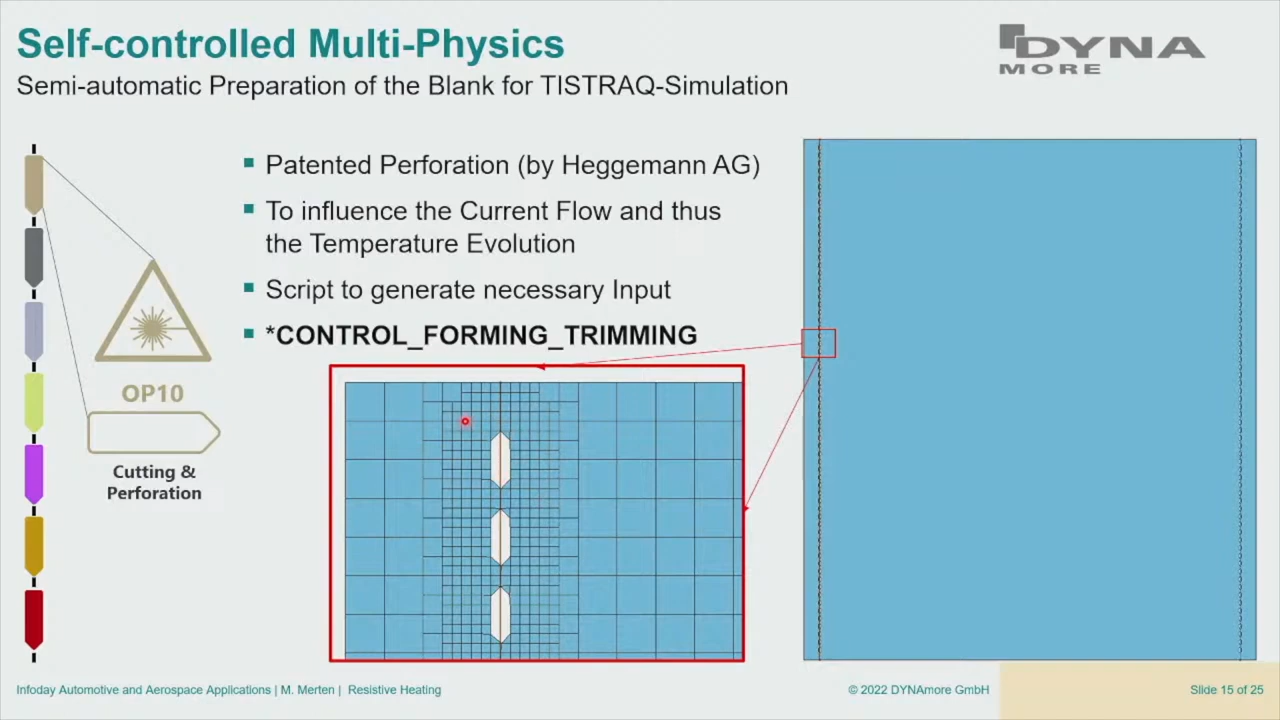 Self-controlled Multi-Physics
Semi-automatic Preparation of the Blank for TISTRAQ-Simulation
DYNA
MORE
Patented Perforation (by Heggemann AG)
To influence the Current Flow and thus
the Temperature Evolution
Script to generate necessary Input
*CONTROL_FORMING_TRIMMING
OP10
Cutting &
Perforation
Infoday Automotive and Aerospace Applications | M. Merten | Resistive Heating
© 2022 DYNAmore GmbH
Slide 15 of 25